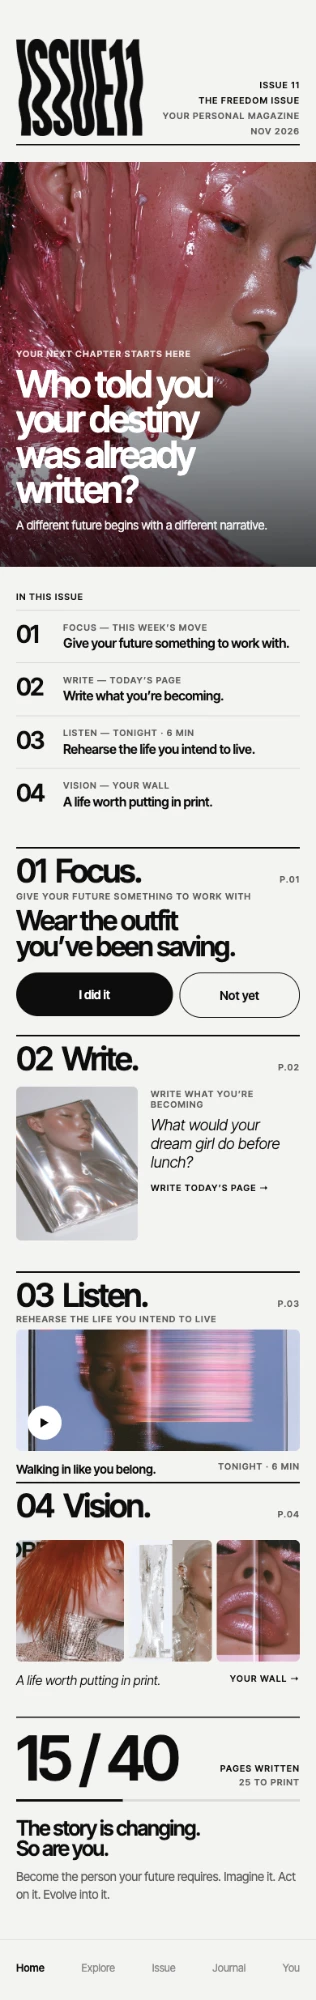 ISSUE11
ISSUE 11
THE FREEDOM ISSUE
YOUR PERSONAL MAGAZINE
NOV 2026
YOUR NEXT CHAPTER STARTS HERE
Who told you
your destiny
was already
written?
A different future begins with a different narrative.
IN THIS ISSUE
01
FOCUS — THIS WEEK'S MOVE
Give your future something to work with.
02
WRITE — TODAY'S PAGE
Write what you're becoming.
03
LISTEN — TONIGHT · 6 MIN
Rehearse the life you intend to live.
04
VISION — YOUR WALL
A life worth putting in print.
01 Focus.
P.01
GIVE YOUR FUTURE SOMETHING TO WORK WITH
Wear the outfit
you've been saving.
I did it
Not yet
02 Write.
P.02
WRITE WHAT YOU'RE
BECOMING
What would your
dream girl do before
lunch?
WRITE TODAY'S PAGE →
03 Listen.
P.03
REHEARSE THE LIFE YOU INTEND TO LIVE
Walking in like you belong.
TONIGHT · 6 MIN
04 Vision.
P.04
A life worth putting in print.
YOUR WALL →
15 / 40
PAGES WRITTEN
25 TO PRINT
The story is changing.
So are you.
Become the person your future requires. Imagine it. Act
on it. Evolve into it.
Home
Explore
Issue
Journal
You